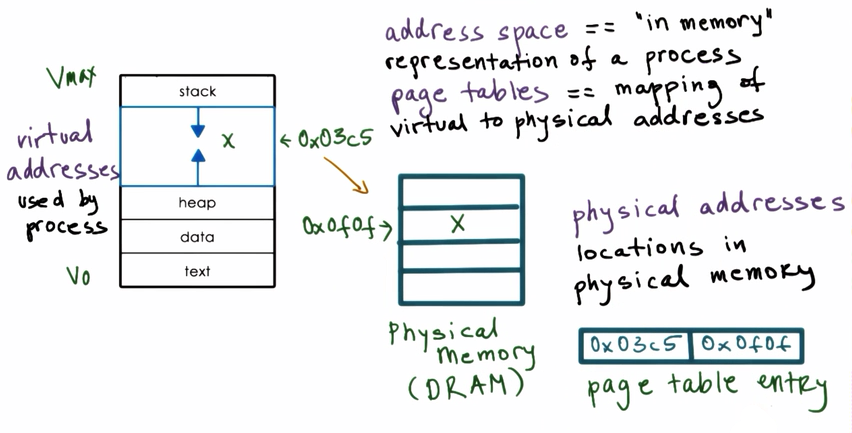 address space == "in memory"
representation of a process
page tables == mapping of
virtual to physical addresses
Vmax
stack
virtual
addresses
used by
process
X
← 0x03c5
heap
data
text
V0
0x0f0f →
X
physical addresses
locations in
physical memory
Physical
memory
(DRAM)
0x03c5 0x0f0f
page table entry